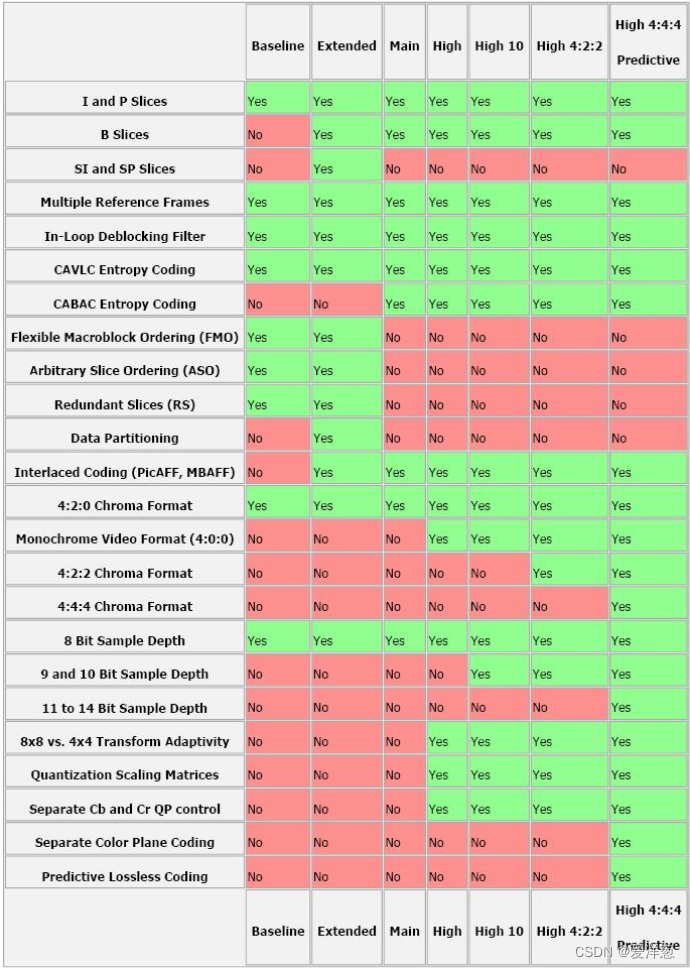 Baseline Extended Main High High 10 High 4:2:2 High 4:4:4 Predictive
I and P Slices Yes Yes Yes Yes Yes Yes Yes
B Slices No Yes Yes Yes Yes Yes Yes
SI and SP Slices No Yes No No No No No
Multiple Reference Frames Yes Yes Yes Yes Yes Yes Yes
In-Loop Deblocking Filter Yes Yes Yes Yes Yes Yes Yes
CAVLC Entropy Coding Yes Yes Yes Yes Yes Yes Yes
CABAC Entropy Coding No No Yes Yes Yes Yes Yes
Flexible Macroblock Ordering (FMO) Yes Yes No No No No No
Arbitrary Slice Ordering (ASO) Yes Yes No No No No No
Redundant Slices (RS) Yes Yes No No No No No
Data Partitioning No Yes No No No No No
Interlaced Coding (PicAFF, MBAFF) No Yes Yes Yes Yes Yes Yes
4:2:0 Chroma Format Yes Yes Yes Yes Yes Yes Yes
Monochrome Video Format (4:0:0) No No No Yes Yes Yes Yes
4:2:2 Chroma Format No No No No No Yes Yes
4:4:4 Chroma Format No No No No No No Yes
8 Bit Sample Depth Yes Yes Yes Yes Yes Yes Yes
9 and 10 Bit Sample Depth No No No No Yes Yes Yes
11 to 14 Bit Sample Depth No No No No No No Yes
8x8 vs. 4x4 Transform Adaptivity No No No Yes Yes Yes Yes
Quantization Scaling Matrices No No No Yes Yes Yes Yes
Separate Cb and Cr QP control No No No Yes Yes Yes Yes
Separate Color Plane Coding No No No No No No Yes
Predictive Lossless Coding No No No No No No Yes
Baseline Extended Main High High 10 High 4:2:2 High 4:4:4 Predictive
CSDN @爱洋葱